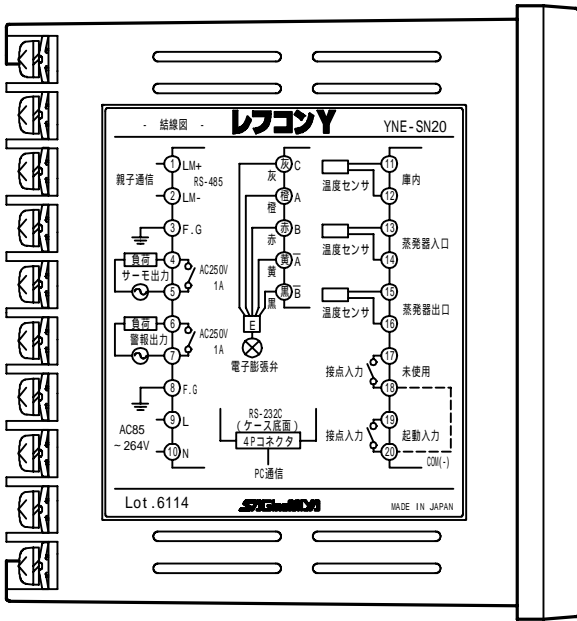 - 結線図 - レフコンY YNE-SN20
親子通信 1 LM+
RS-485
2 LM-
3 F.G
負荷 4 AC250V
サーモ出力 1A
5
負荷 6 AC250V
警報出力 1A
7
8 F.G
AC85 9 L
~264V
10 N
灰 C
灰
橙 A
橙
赤 B
赤
黄 A̅
黄
黒 B̅
黒
E
電子膨張弁
RS-232C
(ケース底面)
4Pコネクタ
PC通信
11 庫内
温度センサ 12
13 蒸発器入口
温度センサ 14
15 蒸発器出口
温度センサ 16
17 未使用
接点入力 18
19 起動入力
接点入力 20
COM(-)
Lot.6114 SAGInoMIYA MADE IN JAPAN